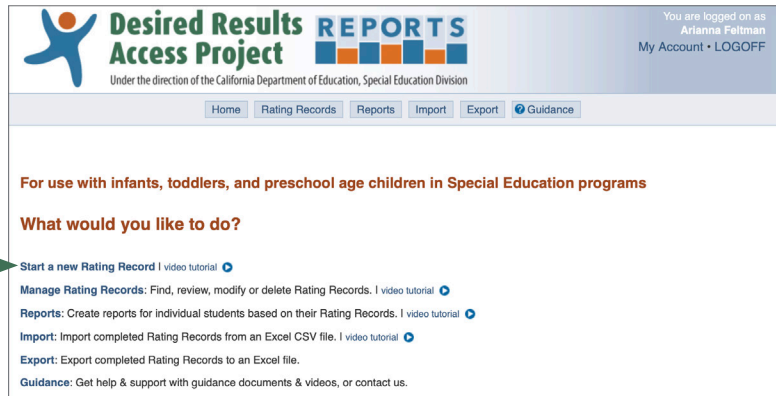 Desired Results
Access Project
REPORTS
Under the direction of the California Department of Education, Special Education Division
You are logged on as
Arianna Feltman
My Account • LOGOFF
Home Rating Records Reports Import Export ? Guidance
For use with infants, toddlers, and preschool age children in Special Education programs
What would you like to do?
Start a new Rating Record | video tutorial
Manage Rating Records: Find, review, modify or delete Rating Records. | video tutorial
Reports: Create reports for individual students based on their Rating Records. | video tutorial
Import: Import completed Rating Records from an Excel CSV file. | video tutorial
Export: Export completed Rating Records to an Excel file.
Guidance: Get help & support with guidance documents & videos, or contact us.